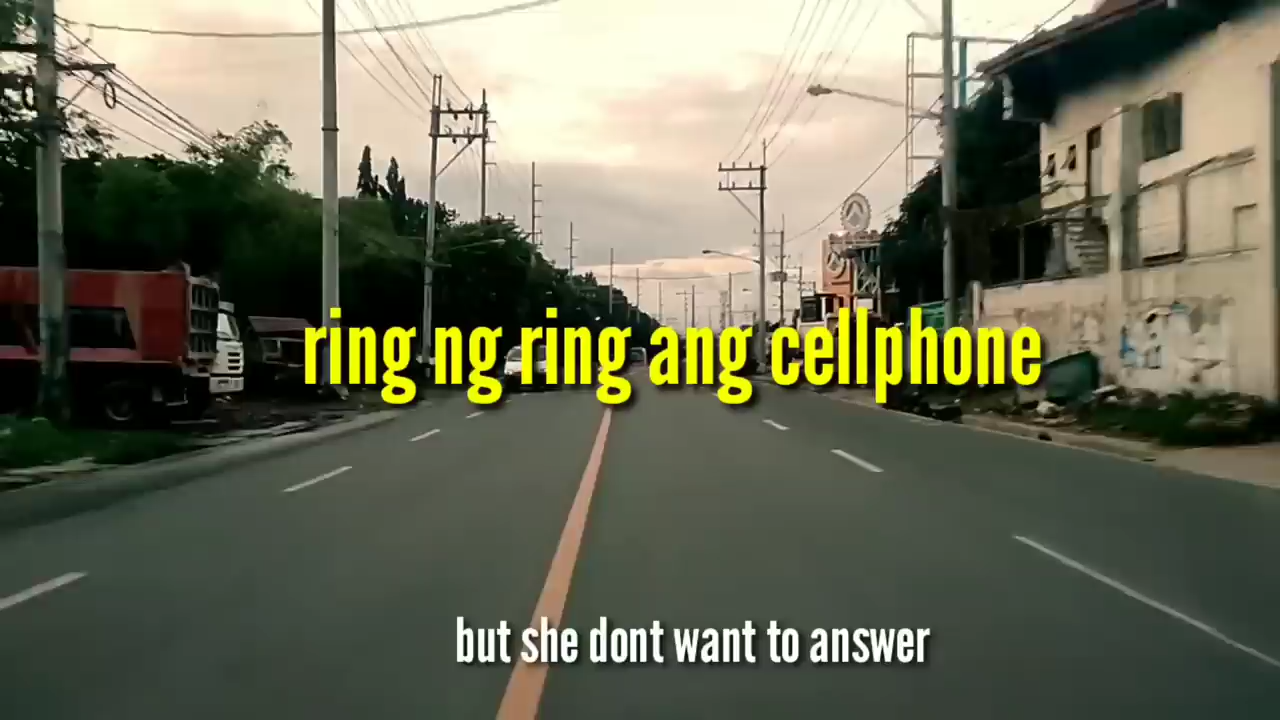 ring ng ring ang cellphone
but she dont want to answer